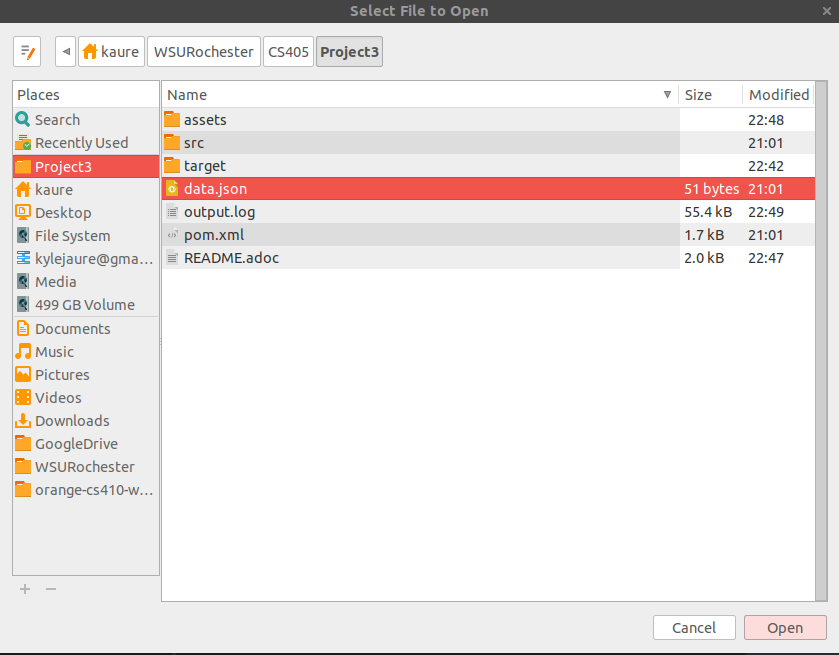 Select File to Open
kaure WSURochester CS405 Project3
Places
Search
Recently Used
Project3
kaure
Desktop
File System
kylejaure@gma...
Media
499 GB Volume
Documents
Music
Pictures
Videos
Downloads
GoogleDrive
WSURochester
orange-cs410-w...
Name Size Modified
assets 22:48
src 21:01
target 22:42
data.json 51 bytes 21:01
output.log 55.4 kB 22:49
pom.xml 1.7 kB 21:01
README.adoc 2.0 kB 22:47
Cancel Open